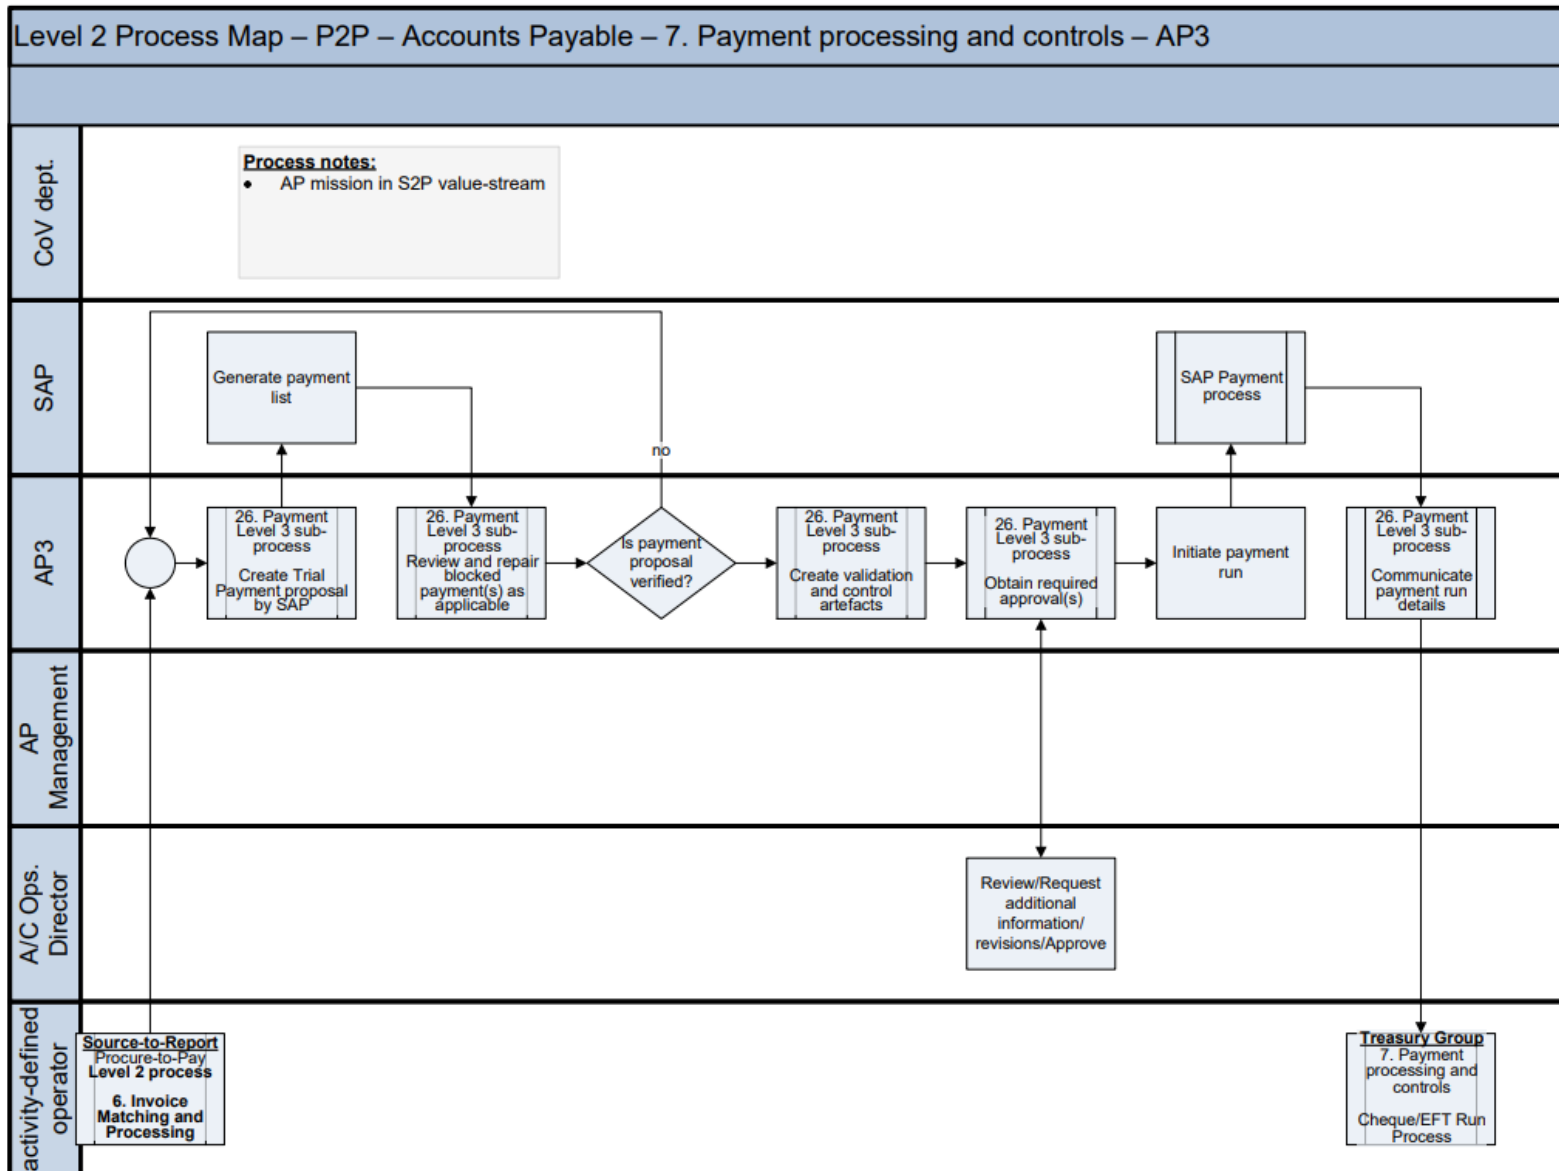 Level 2 Process Map – P2P – Accounts Payable – 7. Payment processing and controls – AP3
CoV dept.
Process notes:
• AP mission in S2P value-stream
SAP
Generate payment
list
no
SAP Payment
process
AP3
26. Payment
Level 3 sub-
process
Create Trial
Payment proposal
by SAP
26. Payment
Level 3 sub-
process
Review and repair
blocked
payment(s) as
applicable
Is payment
proposal
verified?
26. Payment
Level 3 sub-
process
Create validation
and control
artefacts
26. Payment
Level 3 sub-
process
Obtain required
approval(s)
Initiate payment
run
26. Payment
Level 3 sub-
process
Communicate
payment run
details
AP
Management
A/C Ops.
Director
Review/Request
additional
information/
revisions/Approve
activity-defined
operator
Source-to-Report
Procure-to-Pay
Level 2 process
6. Invoice
Matching and
Processing
Treasury Group
7. Payment
processing and
controls
Cheque/EFT Run
Process